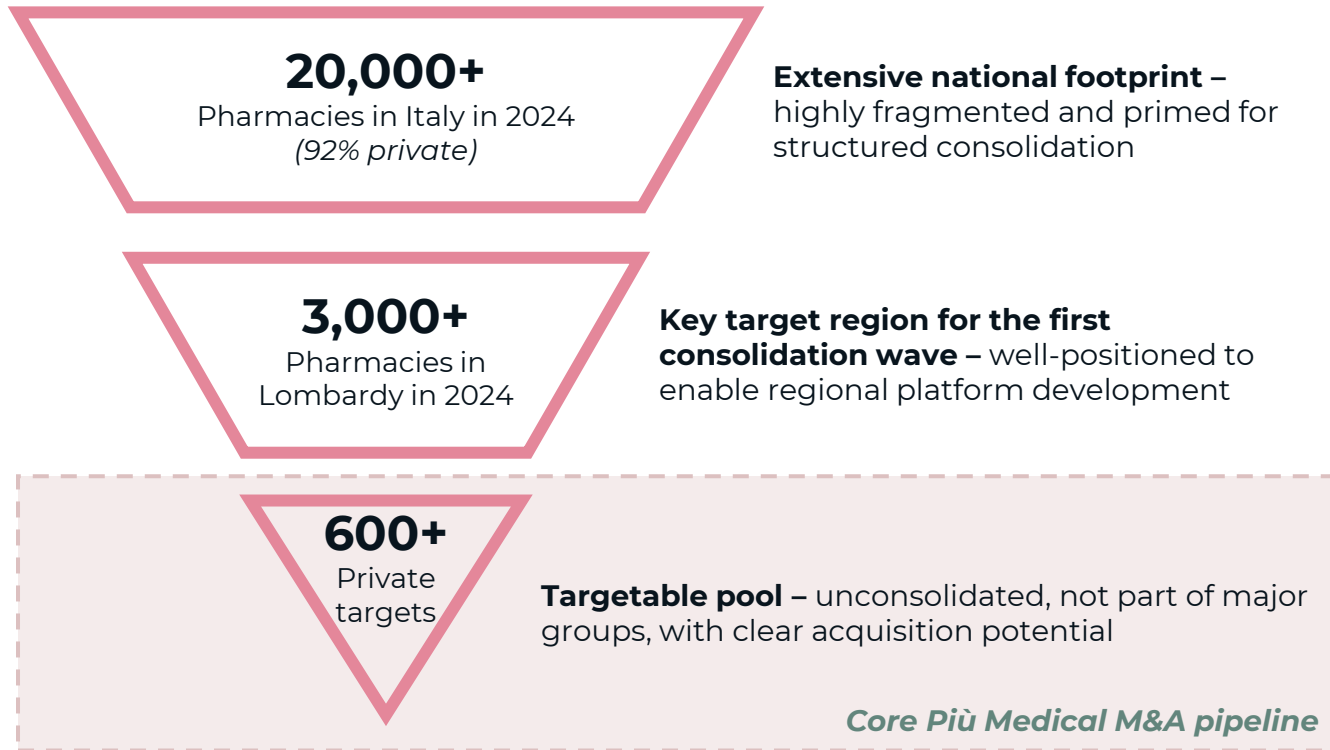 20,000+
Pharmacies in Italy in 2024
(92% private)
Extensive national footprint –
highly fragmented and primed for
structured consolidation
3,000+
Pharmacies in
Lombardy in 2024
Key target region for the first
consolidation wave – well-positioned to
enable regional platform development
600+
Private
targets
Targetable pool – unconsolidated, not part of major
groups, with clear acquisition potential
Core Più Medical M&A pipeline